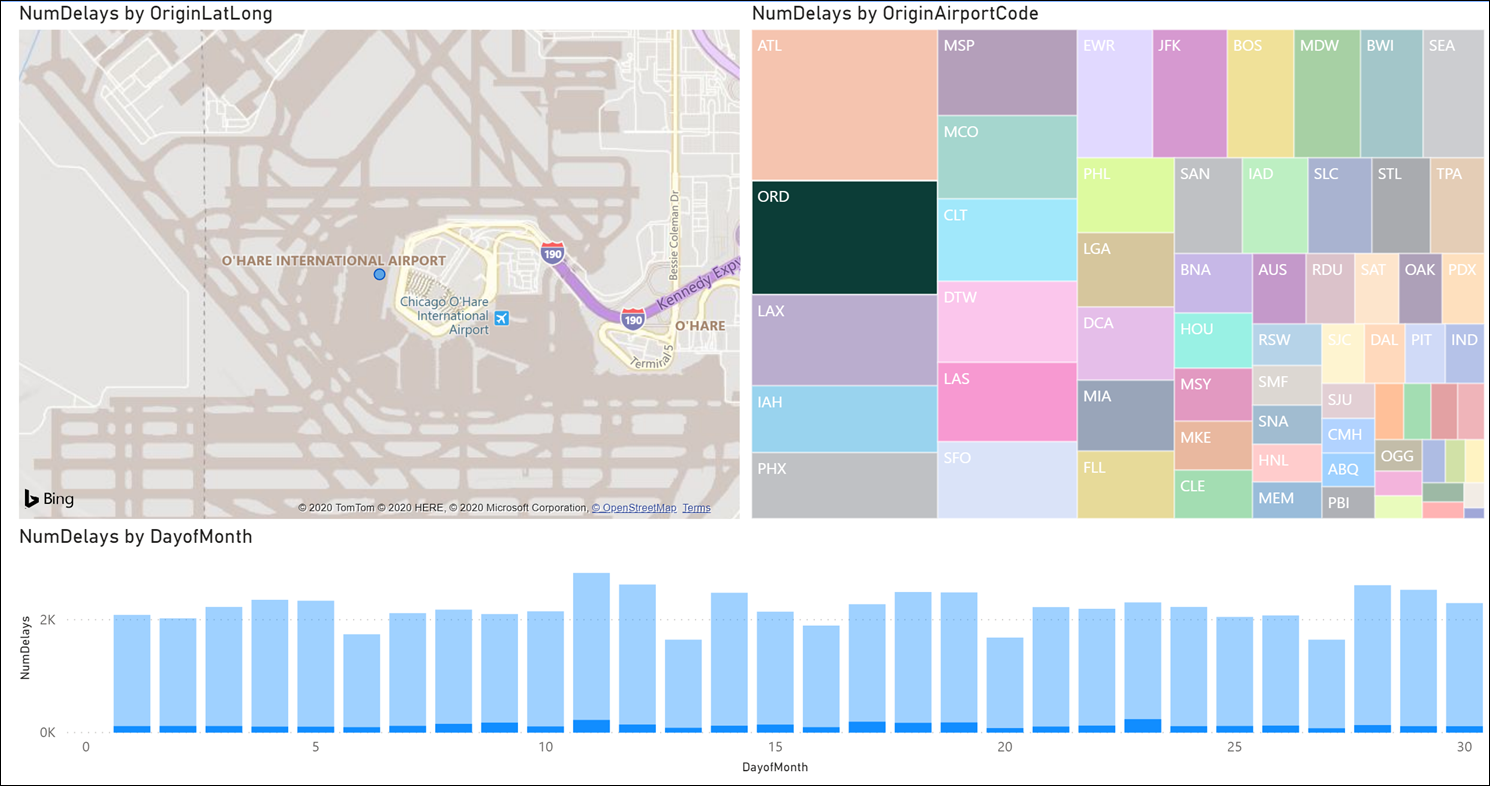 NumDelays by OriginLatLong
O'HARE INTERNATIONAL AIRPORT
Chicago O'Hare
International
Airport
190
190
Bessie Coleman Dr
Kennedy Expy
O'HARE
Terminal 5
Bing
© 2020 TomTom © 2020 HERE, © 2020 Microsoft Corporation, © OpenStreetMap Terms
NumDelays by OriginAirportCode
ATL
ORD
LAX
IAH
PHX
MSP
MCO
CLT
DTW
LAS
SFO
EWR
JFK
BOS
MDW
BWI
SEA
PHL
LGA
DCA
MIA
FLL
SAN
IAD
SLC
STL
TPA
BNA
HOU
MSY
MKE
CLE
AUS
RDU
SAT
OAK
PDX
RSW
SMF
SNA
HNL
MEM
SJC
DAL
PIT
IND
SJU
CMH
ABQ
PBI
OGG
NumDelays by DayofMonth
NumDelays
2K
0K
0 5 10 15 20 25 30
DayofMonth